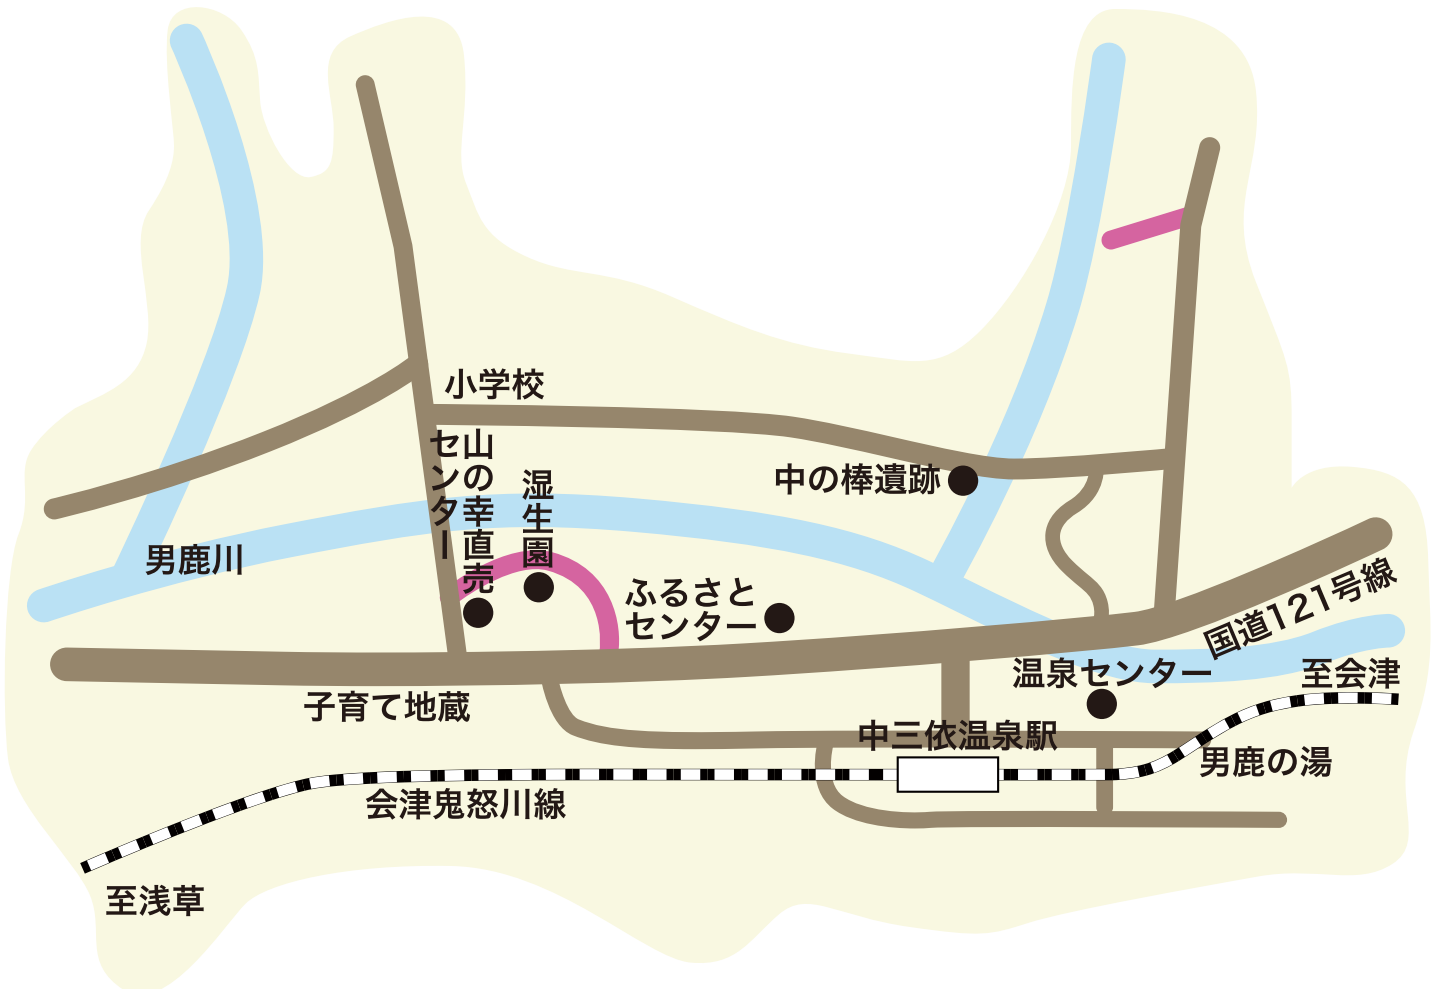 小学校
山の幸直売
センター
湿生園
中の棒遺跡
男鹿川
ふるさと
センター
国道121号線
温泉センター
至会津
子育て地蔵
中三依温泉駅
男鹿の湯
会津鬼怒川線
至浅草